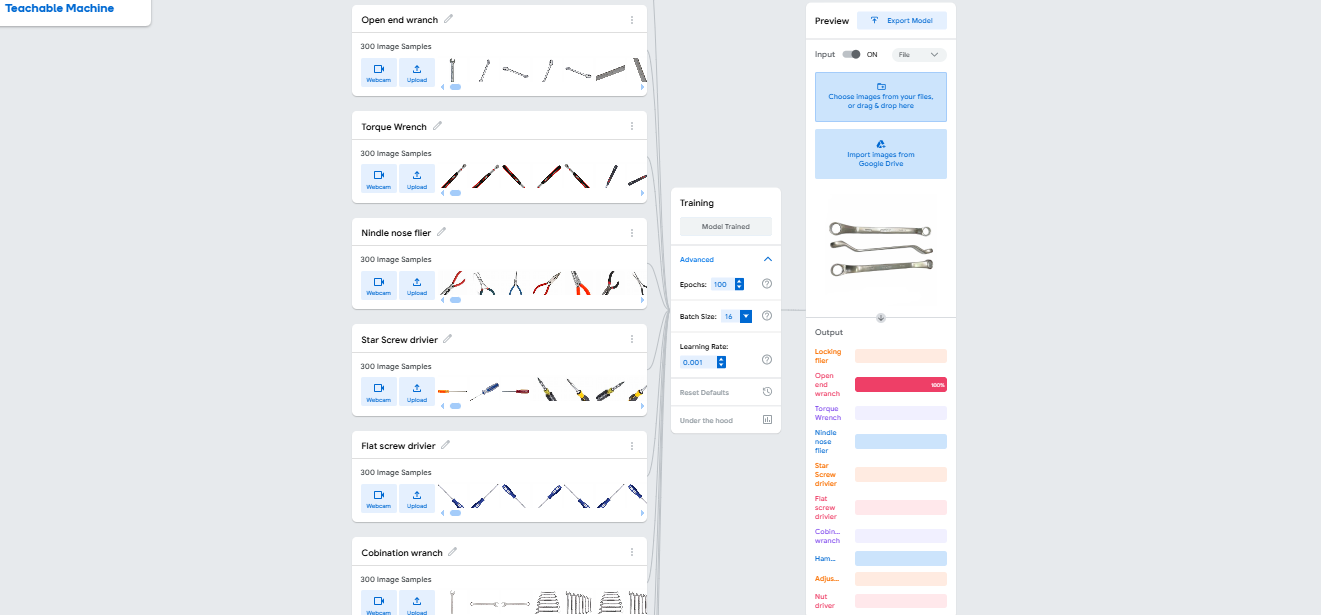 Teachable Machine
Open end wranch
300 Image Samples
Webcam
Upload
Torque Wrench
300 Image Samples
Webcam
Upload
Nindle nose flier
300 Image Samples
Webcam
Upload
Star Screw drivier
300 Image Samples
Webcam
Upload
Flat screw drivier
300 Image Samples
Webcam
Upload
Cobination wranch
300 Image Samples
Webcam
Upload
Training
Model Trained
Advanced
Epochs: 100
Batch Size: 16
Learning Rate:
0.001
Reset Defaults
Under the hood
Preview
Export Model
Input
ON
File
Choose images from your files,
or drag & drop here
Import images from
Google Drive
Output
Locking
flier
Open
end
wranch
100%
Torque
Wrench
Nindle
nose
flier
Star
Screw
drivier
Flat
screw
drivier
Cobin...
wranch
Ham...
Adjus...
Nut
driver